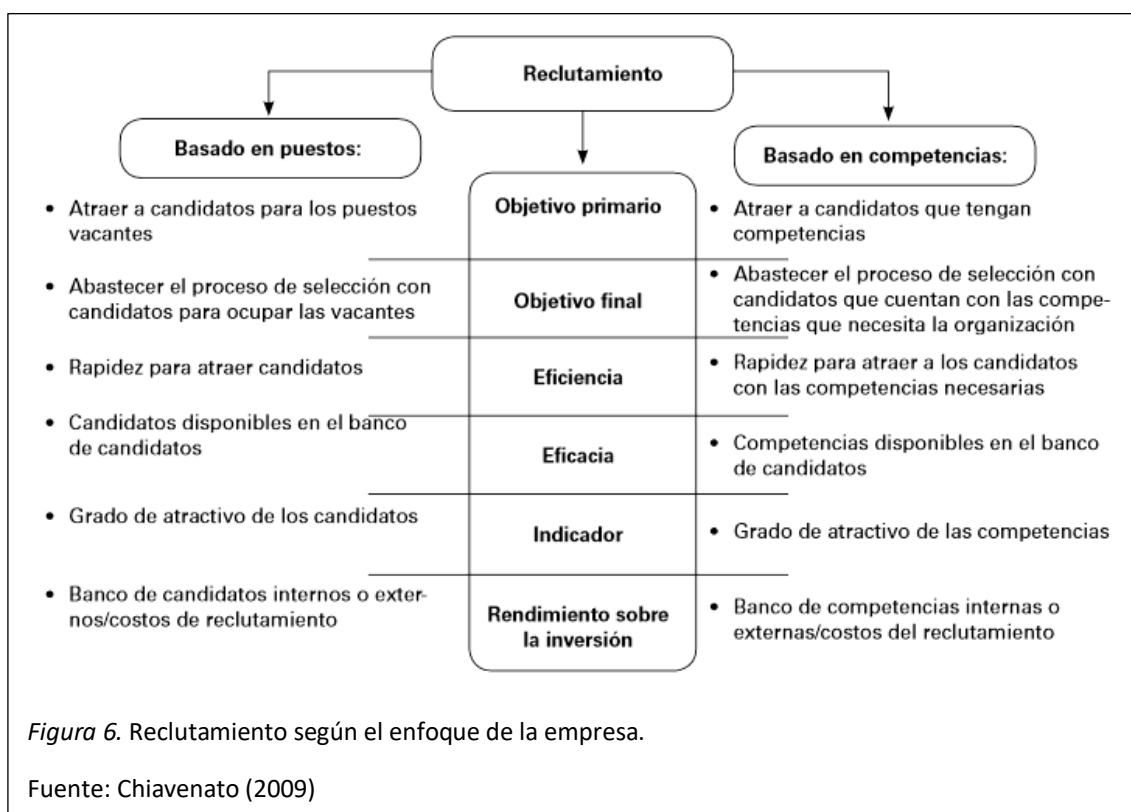 Reclutamiento
Basado en puestos:
• Atraer a candidatos para los puestos
vacantes
• Abastecer el proceso de selección con
candidatos para ocupar las vacantes
• Rapidez para atraer candidatos
• Candidatos disponibles en el banco
de candidatos
• Grado de atractivo de los candidatos
• Banco de candidatos internos o exter-
nos/costos de reclutamiento
Objetivo primario
Objetivo final
Eficiencia
Eficacia
Indicador
Rendimiento sobre
la inversión
Basado en competencias:
• Atraer a candidatos que tengan
competencias
• Abastecer el proceso de selección con
candidatos que cuentan con las compe-
tencias que necesita la organización
• Rapidez para atraer a los candidatos
con las competencias necesarias
• Competencias disponibles en el banco
de candidatos
• Grado de atractivo de las competencias
• Banco de competencias internas o
externas/costos del reclutamiento
Figura 6. Reclutamiento según el enfoque de la empresa.
Fuente: Chiavenato (2009)